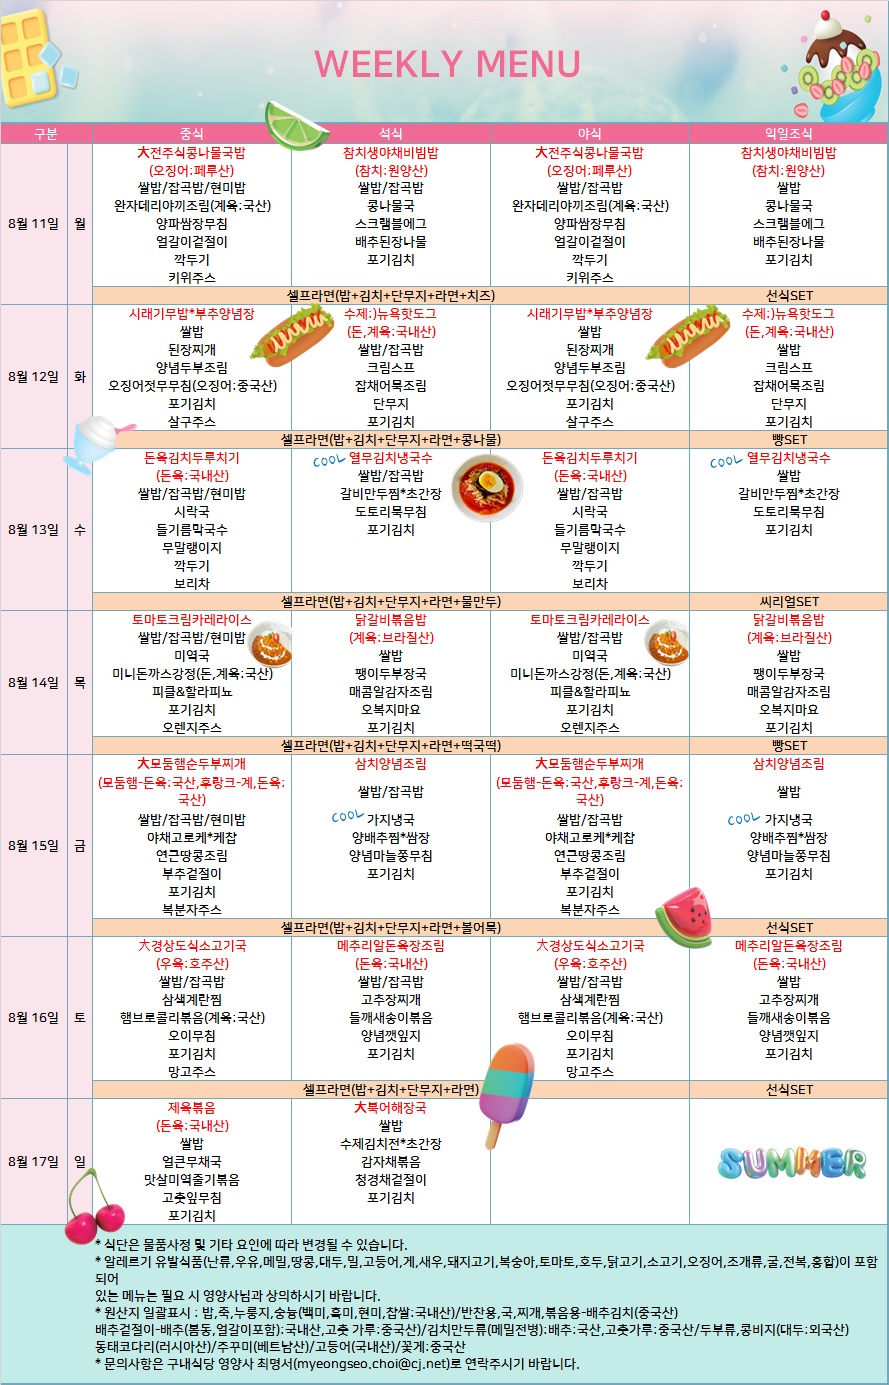 WEEKLY MENU
구분 중식 석식 야식 익일조식
8월 11일 월
大전주식콩나물국밥 참치생야채비빔밥 大전주식콩나물국밥 참치생야채비빔밥
(오징어:페루산) (참치:원양산) (오징어:페루산) (참치:원양산)
쌀밥/잡곡밥/현미밥 쌀밥/잡곡밥 쌀밥/잡곡밥 쌀밥
완자데리야끼조림(계육:국산) 콩나물국 완자데리야끼조림(계육:국산) 콩나물국
양파쌈장무침 스크램블에그 양파쌈장무침 스크램블에그
얼갈이겉절이 배추된장나물 얼갈이겉절이 배추된장나물
깍두기 포기김치 깍두기 포기김치
키위주스 키위주스
셀프라면(밥+김치+단무지+라면+치즈) 선식SET
8월 12일 화
시래기무밥*부추양념장 수제:)뉴욕핫도그 시래기무밥*부추양념장 수제:)뉴욕핫도그
쌀밥 (돈,계육:국내산) 쌀밥 (돈,계육:국내산)
된장찌개 쌀밥/잡곡밥 된장찌개 쌀밥
양념두부조림 크림스프 양념두부조림 크림스프
오징어젓무무침(오징어:중국산) 잡채어묵조림 오징어젓무무침(오징어:중국산) 잡채어묵조림
포기김치 단무지 포기김치 단무지
살구주스 포기김치 살구주스 포기김치
셀프라면(밥+김치+단무지+라면+콩나물) 빵SET
8월 13일 수
돈육김치두루치기 COOL 열무김치냉국수 돈육김치두루치기 COOL 열무김치냉국수
(돈육:국내산) 쌀밥/잡곡밥 (돈육:국내산) 쌀밥
쌀밥/잡곡밥/현미밥 갈비만두찜*초간장 쌀밥/잡곡밥 갈비만두찜*초간장
시락국 도토리묵무침 시락국 도토리묵무침
들기름막국수 포기김치 들기름막국수 포기김치
무말랭이지 무말랭이지
깍두기 깍두기
보리차 보리차
셀프라면(밥+김치+단무지+라면+물만두) 씨리얼SET
8월 14일 목
토마토크림카레라이스 닭갈비볶음밥 토마토크림카레라이스 닭갈비볶음밥
쌀밥/잡곡밥/현미밥 (계육:브라질산) 쌀밥/잡곡밥 (계육:브라질산)
미역국 쌀밥 미역국 쌀밥
미니돈까스강정(돈,계육:국산) 팽이두부장국 미니돈까스강정(돈,계육:국산) 팽이두부장국
피클&할라피뇨 매콤알감자조림 피클&할라피뇨 매콤알감자조림
포기김치 오복지마요 포기김치 오복지마요
오렌지주스 포기김치 오렌지주스 포기김치
셀프라면(밥+김치+단무지+라면+떡국떡) 빵SET
8월 15일 금
大모둠햄순두부찌개 삼치양념조림 大모둠햄순두부찌개 삼치양념조림
(모둠햄-돈육:국산,후랑크-계,돈육: (모둠햄-돈육:국산,후랑크-계,돈육:
국산) 쌀밥/잡곡밥 국산) 쌀밥
쌀밥/잡곡밥/현미밥 COOL 가지냉국 쌀밥/잡곡밥 COOL 가지냉국
야채고로케*케찹 양배추찜*쌈장 야채고로케*케찹 양배추찜*쌈장
연근땅콩조림 양념마늘쫑무침 연근땅콩조림 양념마늘쫑무침
부추겉절이 포기김치 부추겉절이 포기김치
포기김치 포기김치
복분자주스 복분자주스
셀프라면(밥+김치+단무지+라면+볼어묵) 선식SET
8월 16일 토
大경상도식소고기국 메추리알돈육장조림 大경상도식소고기국 메추리알돈육장조림
(우육:호주산) (돈육:국내산) (우육:호주산) (돈육:국내산)
쌀밥/잡곡밥 쌀밥/잡곡밥 쌀밥/잡곡밥 쌀밥
삼색계란찜 고추장찌개 삼색계란찜 고추장찌개
햄브로콜리볶음(계육:국산) 들깨새송이볶음 햄브로콜리볶음(계육:국산) 들깨새송이볶음
오이무침 양념깻잎지 오이무침 양념깻잎지
포기김치 포기김치 포기김치 포기김치
망고주스 망고주스
셀프라면(밥+김치+단무지+라면) 선식SET
8월 17일 일
제육볶음 大북어해장국
(돈육:국내산) 쌀밥
쌀밥 수제김치전*초간장
얼큰무채국 감자채볶음
맛살미역줄기볶음 청경채겉절이
고춧잎무침 포기김치
포기김치
SUMMER
* 식단은 물품사정 및 기타 요인에 따라 변경될 수 있습니다.
* 알레르기 유발식품(난류,우유,메밀,땅콩,대두,밀,고등어,게,새우,돼지고기,복숭아,토마토,호두,닭고기,소고기,오징어,조개류,굴,전복,홍합)이 포함
되어
있는 메뉴는 필요 시 영양사님과 상의하시기 바랍니다.
* 원산지 일괄표시 : 밥,죽,누룽지,숭늉(백미,흑미,현미,찹쌀:국내산)/반찬용,국,찌개,볶음용-배추김치(중국산)
배추겉절이-배추(봄동,얼갈이포함):국내산,고춧 가루:중국산)/김치만두류(메밀전병):배추:국산,고춧가루:중국산/두부류,콩비지(대두:외국산)
동태코다리(러시아산)/주꾸미(베트남산)/고등어(국내산)/꽃게:중국산
* 문의사항은 구내식당 영양사 최명서(myeongseo.choi@cj.net)로 연락주시기 바랍니다.